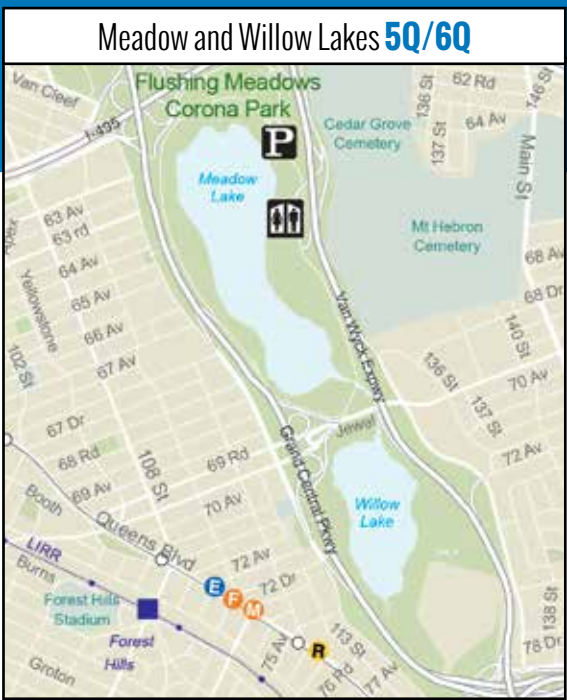 Meadow and Willow Lakes 5Q/6Q
Van Cleef
Flushing Meadows
Corona Park
136 St
62 Rd
146 St
I-495
P
Cedar Grove
Cemetery
137 St
64 Av
Main St
Meadow
Lake
63 Av
63 rd
Apex
Mt Hebron
Cemetery
64 Av
Yellowstone
65 Av
68 Av
68 Dr
66 Av
Van Wyck Expwy
140 St
102 St
67 Av
136 St
70 Av
137 St
67 Dr
Jewel
68 Rd
108 St
69 Rd
Grand Central Pkwy
72 Av
69 Av
Booth
70 Av
Willow
Lake
Queens Blvd
LIRR
72 Av
Burns
E
F
M
72 Dr
Forest Hills
Stadium
138 St
113 St
R
78 Dr
Forest
Hills
75 Av
76 Rd
77 Av
Groton